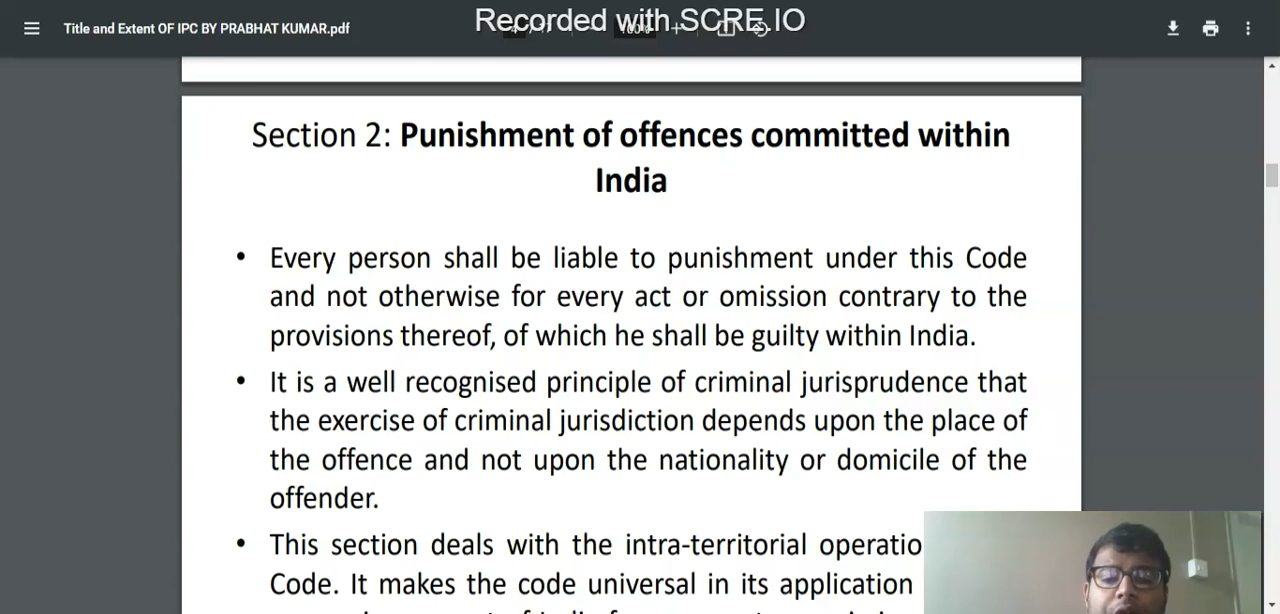 Recorded with SCRE.IO
Title and Extent OF IPC BY PRABHAT KUMAR.pdf
Section 2: Punishment of offences committed within
India
• Every person shall be liable to punishment under this Code
and not otherwise for every act or omission contrary to the
provisions thereof, of which he shall be guilty within India.
• It is a well recognised principle of criminal jurisprudence that
the exercise of criminal jurisdiction depends upon the place of
the offence and not upon the nationality or domicile of the
offender.
• This section deals with the intra-territorial operatio
Code. It makes the code universal in its application